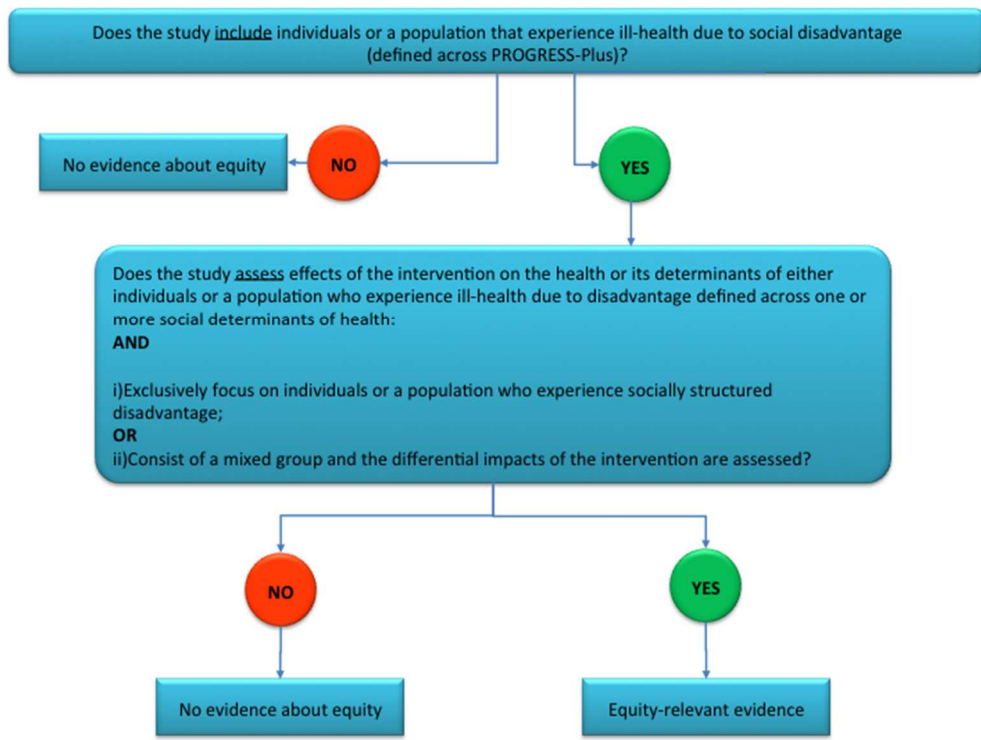 Does the study include individuals or a population that experience ill-health due to social disadvantage
(defined across PROGRESS-Plus)?
No evidence about equity
NO
YES
Does the study assess effects of the intervention on the health or its determinants of either
individuals or a population who experience ill-health due to disadvantage defined across one or
more social determinants of health:
AND
i)Exclusively focus on individuals or a population who experience socially structured
disadvantage;
OR
ii)Consist of a mixed group and the differential impacts of the intervention are assessed?
NO
YES
No evidence about equity
Equity-relevant evidence